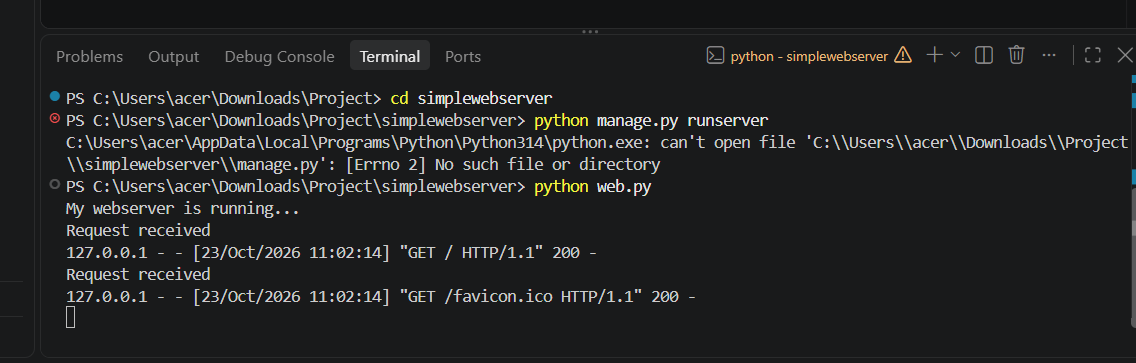 Problems Output Debug Console Terminal Ports python - simplewebserver
PS C:\Users\acer\Downloads\Project> cd simplewebserver
PS C:\Users\acer\Downloads\Project\simplewebserver> python manage.py runserver
C:\Users\acer\AppData\Local\Programs\Python\Python314\python.exe: can't open file 'C:\\Users\\acer\\Downloads\\Project
\\simplewebserver\\manage.py': [Errno 2] No such file or directory
PS C:\Users\acer\Downloads\Project\simplewebserver> python web.py
My webserver is running...
Request received
127.0.0.1 - - [23/Oct/2026 11:02:14] "GET / HTTP/1.1" 200 -
Request received
127.0.0.1 - - [23/Oct/2026 11:02:14] "GET /favicon.ico HTTP/1.1" 200 -